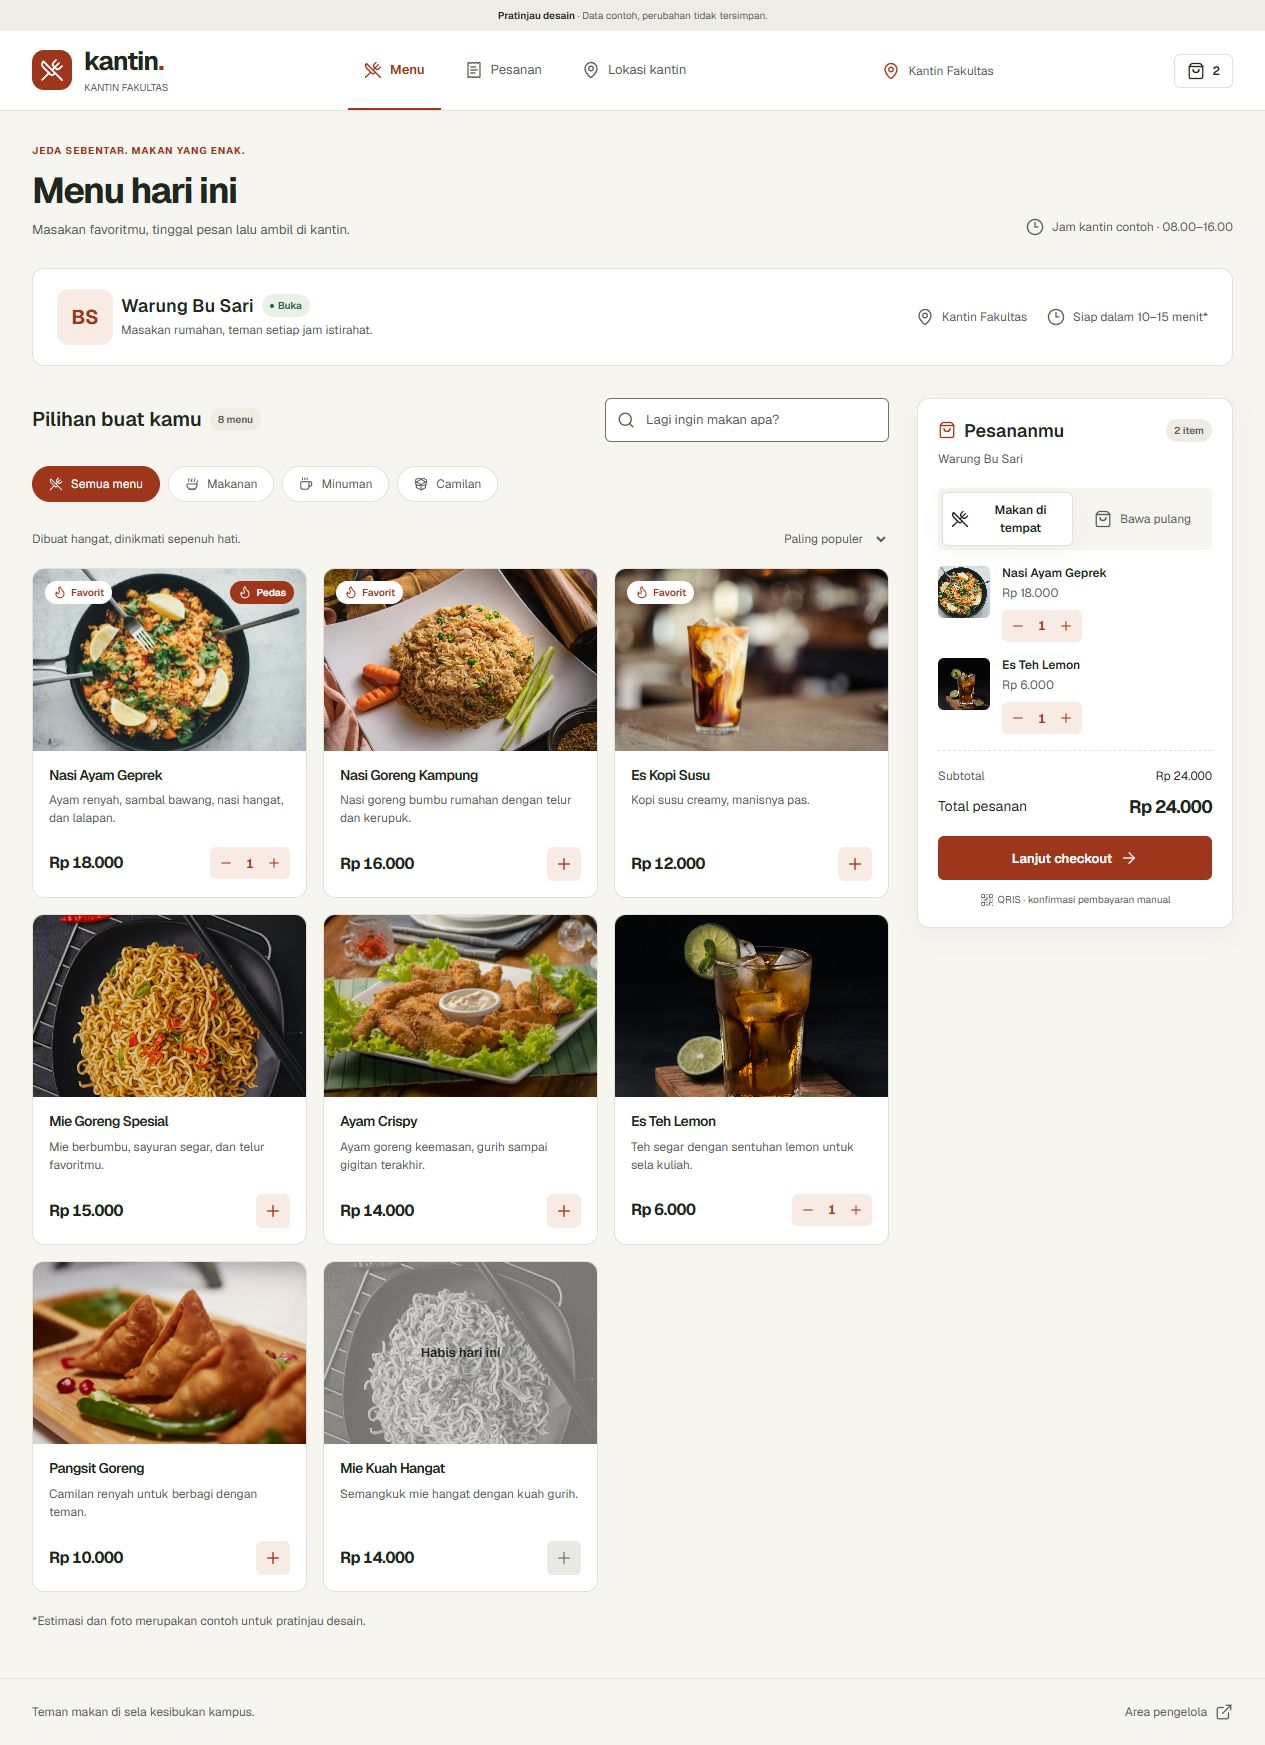 Pratinjau desain · Data contoh, perubahan tidak tersimpan.
kantin.
KANTIN FAKULTAS
Menu
Pesanan
Lokasi kantin
Kantin Fakultas
2
JEDA SEBENTAR. MAKAN YANG ENAK.
Menu hari ini
Masakan favoritmu, tinggal pesan lalu ambil di kantin.
Jam kantin contoh · 08.00–16.00
BS
Warung Bu Sari
• Buka
Masakan rumahan, teman setiap jam istirahat.
Kantin Fakultas
Siap dalam 10–15 menit*
Pilihan buat kamu
8 menu
Lagi ingin makan apa?
Semua menu
Makanan
Minuman
Camilan
Dibuat hangat, dinikmati sepenuh hati.
Paling populer
Favorit
Pedas
Nasi Ayam Geprek
Ayam renyah, sambal bawang, nasi hangat,
dan lalapan.
Rp 18.000
− 1 +
Favorit
Nasi Goreng Kampung
Nasi goreng bumbu rumahan dengan telur
dan kerupuk.
Rp 16.000
+
Favorit
Es Kopi Susu
Kopi susu creamy, manisnya pas.
Rp 12.000
+
Mie Goreng Spesial
Mie berbumbu, sayuran segar, dan telur
favoritmu.
Rp 15.000
+
Ayam Crispy
Ayam goreng keemasan, gurih sampai
gigitan terakhir.
Rp 14.000
+
Es Teh Lemon
Teh segar dengan sentuhan lemon untuk
sela kuliah.
Rp 6.000
− 1 +
Pangsit Goreng
Camilan renyah untuk berbagi dengan
teman.
Rp 10.000
+
Habis hari ini
Mie Kuah Hangat
Semangkuk mie hangat dengan kuah gurih.
Rp 14.000
+
*Estimasi dan foto merupakan contoh untuk pratinjau desain.
Pesananmu
2 item
Warung Bu Sari
Makan di
tempat
Bawa pulang
Nasi Ayam Geprek
Rp 18.000
− 1 +
Es Teh Lemon
Rp 6.000
− 1 +
Subtotal
Rp 24.000
Total pesanan
Rp 24.000
Lanjut checkout →
QRIS · konfirmasi pembayaran manual
Teman makan di sela kesibukan kampus.
Area pengelola